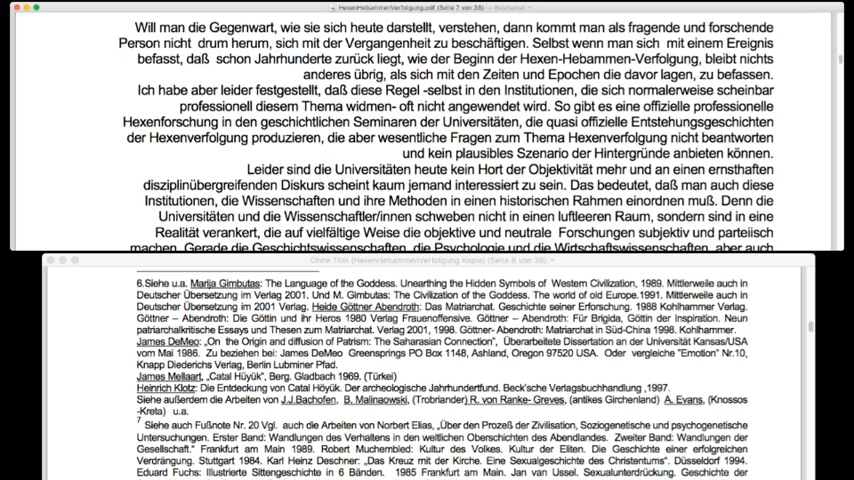 HexenHebammenVerfolgung.pdf (Seite 7 von 38) — Bearbeitet
Will man die Gegenwart, wie sie sich heute darstellt, verstehen, dann kommt man als fragende und forschende
Person nicht drum herum, sich mit der Vergangenheit zu beschäftigen. Selbst wenn man sich mit einem Ereignis
befasst, daß schon Jahrhunderte zurück liegt, wie der Beginn der Hexen-Hebammen-Verfolgung, bleibt nichts
anderes übrig, als sich mit den Zeiten und Epochen die davor lagen, zu befassen.
Ich habe aber leider festgestellt, daß diese Regel -selbst in den Institutionen, die sich normalerweise scheinbar
professionell diesem Thema widmen- oft nicht angewendet wird. So gibt es eine offizielle professionelle
Hexenforschung in den geschichtlichen Seminaren der Universitäten, die quasi offizielle Entstehungsgeschichten
der Hexenverfolgung produzieren, die aber wesentliche Fragen zum Thema Hexenverfolgung nicht beantworten
und kein plausibles Szenario der Hintergründe anbieten können.
Leider sind die Universitäten heute kein Hort der Objektivität mehr und an einen ernsthaften
disziplinübergreifenden Diskurs scheint kaum jemand interessiert zu sein. Das bedeutet, daß man auch diese
Institutionen, die Wissenschaften und ihre Methoden in einen historischen Rahmen einordnen muß. Denn die
Universitäten und die Wissenschaftler/innen schweben nicht in einen luftleeren Raum, sondern sind in eine
Realität verankert, die auf vielfältige Weise die objektive und neutrale Forschungen subjektiv und parteiisch
machen. Gerade die Geschichtswissenschaften, die Psychologie und die Wirtschaftswissenschaften, aber auch
Ohne Titel (HexenHebammenVerfolgung Kopie) (Seite 8 von 38)
6.Siehe u.a. Marija Gimbutas: The Language of the Goddess. Unearthing the Hidden Symbols of Western Civilization, 1989. Mittlerweile auch in
Deutscher Übersetzung im Verlag 2001. Und M. Gimbutas: The Civilization of the Goddess. The world of old Europe.1991. Mittlerweile auch in
Deutscher Übersetzung im 2001 Verlag. Heide Göttner Abendroth: Das Matriarchat. Geschichte seiner Erforschung. 1988 Kohlhammer Verlag.
Göttner – Abendroth: Die Göttin und ihr Heros 1980 Verlag Frauenoffensive. Göttner – Abendroth: Für Brigida, Göttin der Inspiration. Neun
patriarchalkritische Essays und Thesen zum Matriarchat. Verlag 2001, 1998. Göttner- Abendroth: Matriarchat in Süd-China 1998. Kohlhammer.
James DeMeo: „On the Origin and diffusion of Patrism: The Saharasian Connection", Überarbeitete Dissertation an der Universität Kansas/USA
vom Mai 1986. Zu beziehen bei: James DeMeo Greensprings PO Box 1148, Ashland, Oregon 97520 USA. Oder vergleiche "Emotion" Nr.10,
Knapp Diederichs Verlag, Berlin Lubminer Pfad.
James Mellaart, „Catal Hüyük", Berg. Gladbach 1969. (Türkei)
Heinrich Klotz: Die Entdeckung von Catal Höyük. Der archeologische Jahrhundertfund. Beck'sche Verlagsbuchhandlung ,1997.
Siehe außerdem die Arbeiten von J.J.Bachofen, B. Malinaowski, (Trobriander) R. von Ranke- Greves, (antikes Girchenland) A. Evans, (Knossos
-Kreta) u.a.
7 Siehe auch Fußnote Nr. 20 Vgl. auch die Arbeiten von Norbert Elias, „Über den Prozeß der Zivilisation, Soziogenetische und psychogenetische
Untersuchungen. Erster Band: Wandlungen des Verhaltens in den weltlichen Oberschichten des Abendlandes. Zweiter Band: Wandlungen der
Gesellschaft." Frankfurt am Main 1989. Robert Muchembled: Kultur des Volkes. Kultur der Eliten. Die Geschichte einer erfolgreichen
Verdrängung. Stuttgart 1984. Karl Heinz Deschner: „Das Kreuz mit der Kirche. Eine Sexualgeschichte des Christentums". Düsseldorf 1994.
Eduard Fuchs: Illustrierte Sittengeschichte in 6 Bänden. 1985 Frankfurt am Main. Jan van Ussel. Sexualunterdrückung. Geschichte der